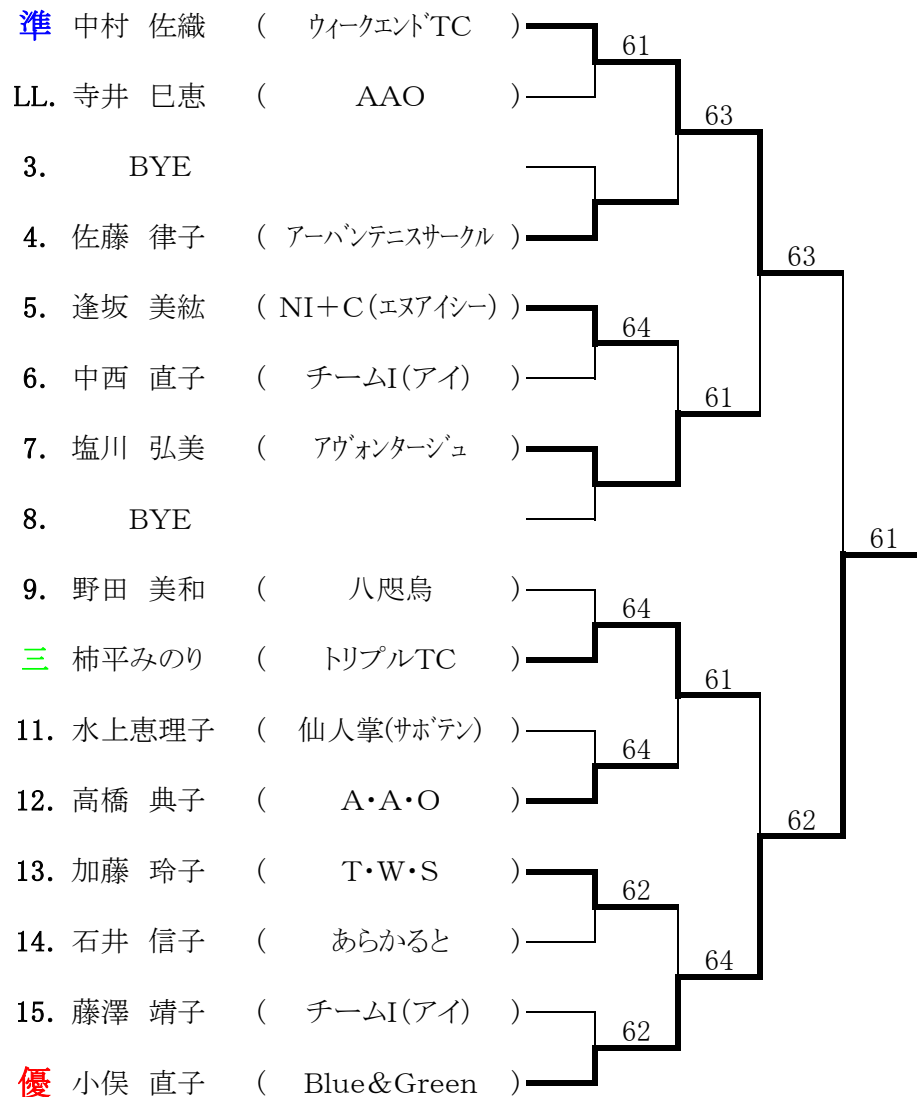 準 中村 佐織 ( ウィークエンドTC )
61
LL. 寺井 巳恵 ( AAO )
63
3. BYE
4. 佐藤 律子 ( アーバンテニスサークル )
63
5. 逢坂 美紘 ( NI+C(エヌアイシー) )
64
6. 中西 直子 ( チームI(アイ) )
61
7. 塩川 弘美 ( アヴォンタージュ )
8. BYE
61
9. 野田 美和 ( 八咫烏 )
64
三 柿平みのり ( トリプルTC )
61
11. 水上恵理子 ( 仙人掌(サボテン) )
64
12. 高橋 典子 ( A・A・O )
62
13. 加藤 玲子 ( T・W・S )
62
14. 石井 信子 ( あらかると )
64
15. 藤澤 靖子 ( チームI(アイ) )
62
優 小俣 直子 ( Blue&Green )